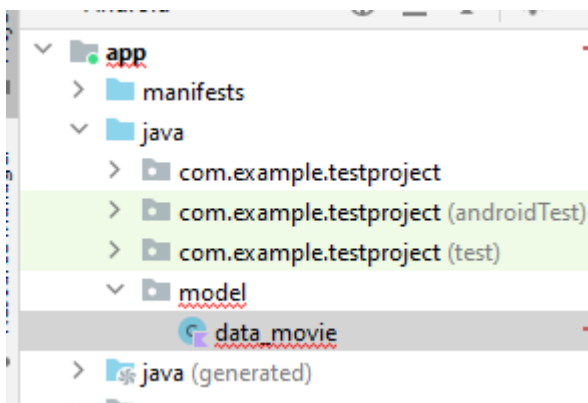 app
manifests
java
com.example.testproject
com.example.testproject (androidTest)
com.example.testproject (test)
model
data_movie
java (generated)